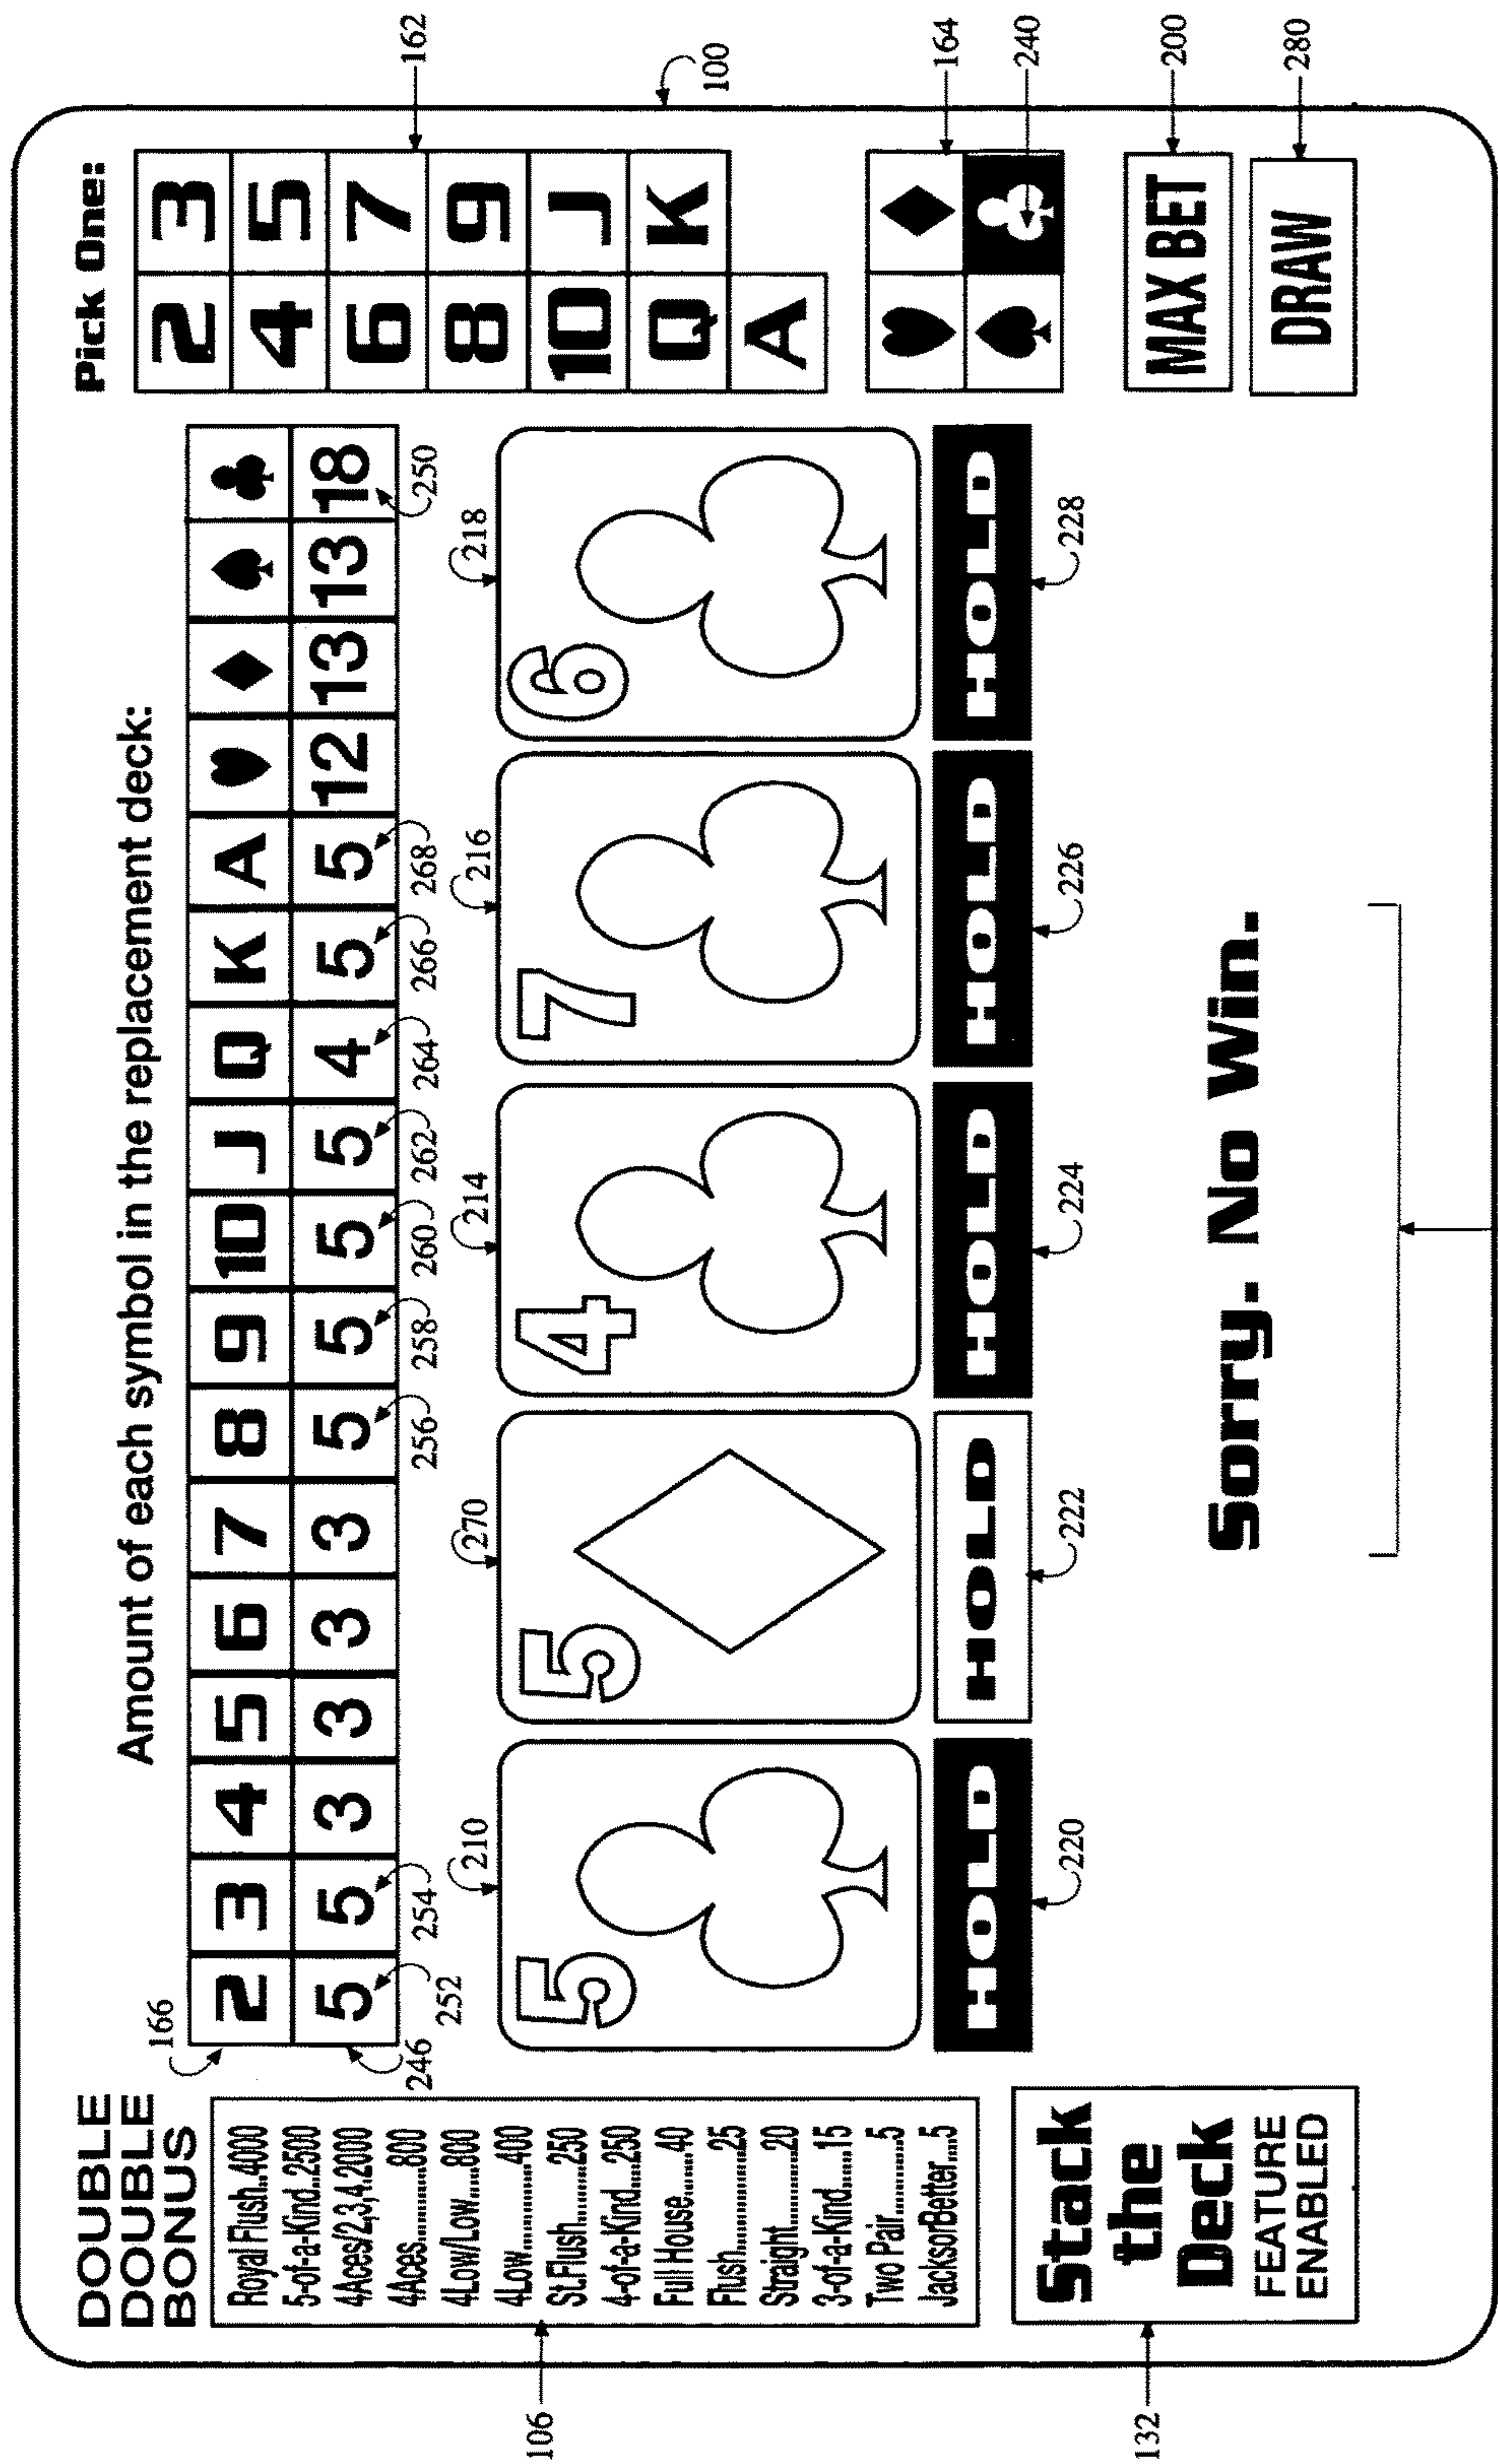 DOUBLE
DOUBLE
BONUS
Royal Flush..4000
5-of-a-Kind..2500
4Aces/2,3,4.2000
4Aces..........800
4Low/Low....800
4Low...........400
St.Flush.......250
4-of-a-Kind...250
Full House.....40
Flush............25
Straight.........20
3-of-a-Kind...15
Two Pair.........5
JacksorBetter....5
106
Stack
the
Deck
FEATURE
ENABLED
132
Amount of each symbol in the replacement deck:
166
2 3 4 5 6 7 8 9 10 J Q K A ♥ ♦ ♠ ♣
5 5 3 3 3 3 5 5 5 5 4 5 5 12 13 13 18
246 252 254 256 258 260 262 264 266 268 250
210 270 214 216 218
5 5 4 7 6
HOLD HOLD HOLD HOLD HOLD
220 222 224 226 228
Sorry. No Win.
Pick One:
2 3
4 5
6 7
8 9
10 J
Q K
A
162
100
♥ ♦
♠ ♣
164
240
MAX BET
200
DRAW
280